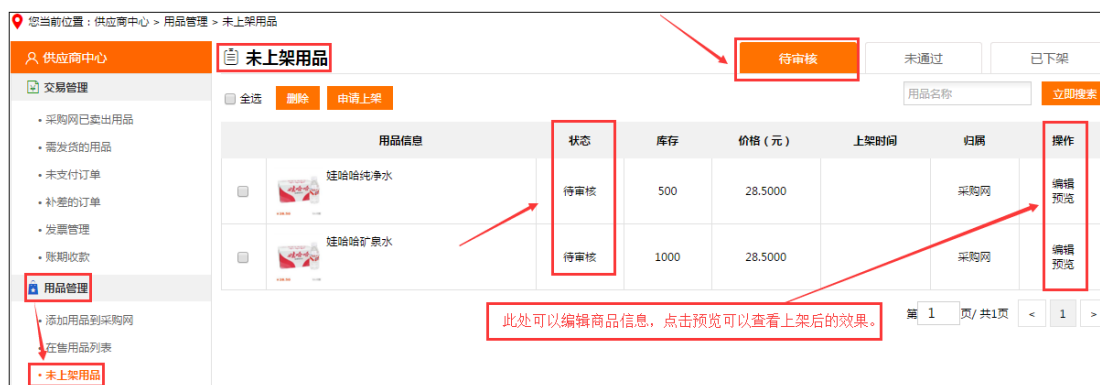 您当前位置：供应商中心 > 用品管理 > 未上架用品
供应商中心
交易管理
• 采购网已卖出用品
• 需发货的用品
• 未支付订单
• 补差的订单
• 发票管理
• 账期收款
用品管理
• 添加用品到采购网
• 在售用品列表
• 未上架用品
未上架用品
待审核 未通过 已下架
全选 删除 申请上架 用品名称 立即搜索
用品信息 状态 库存 价格（元） 上架时间 归属 操作
娃哈哈纯净水 待审核 500 28.5000 采购网 编辑
预览
娃哈哈矿泉水 待审核 1000 28.5000 采购网 编辑
预览
此处可以编辑商品信息，点击预览可以查看上架后的效果。
第 1 页/共1页 < 1 >